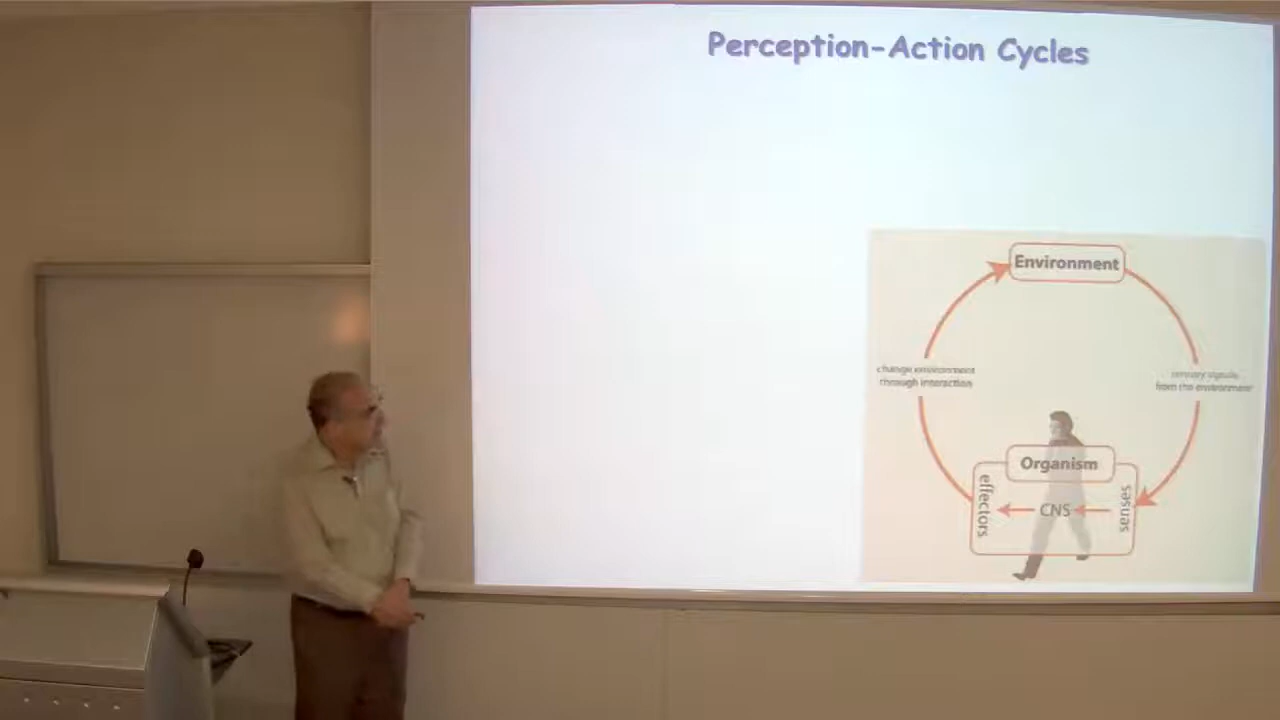 Perception-Action Cycles
Environment
change environment
through interaction
sensory signals
from the environment
Organism
effectors
CNS
senses